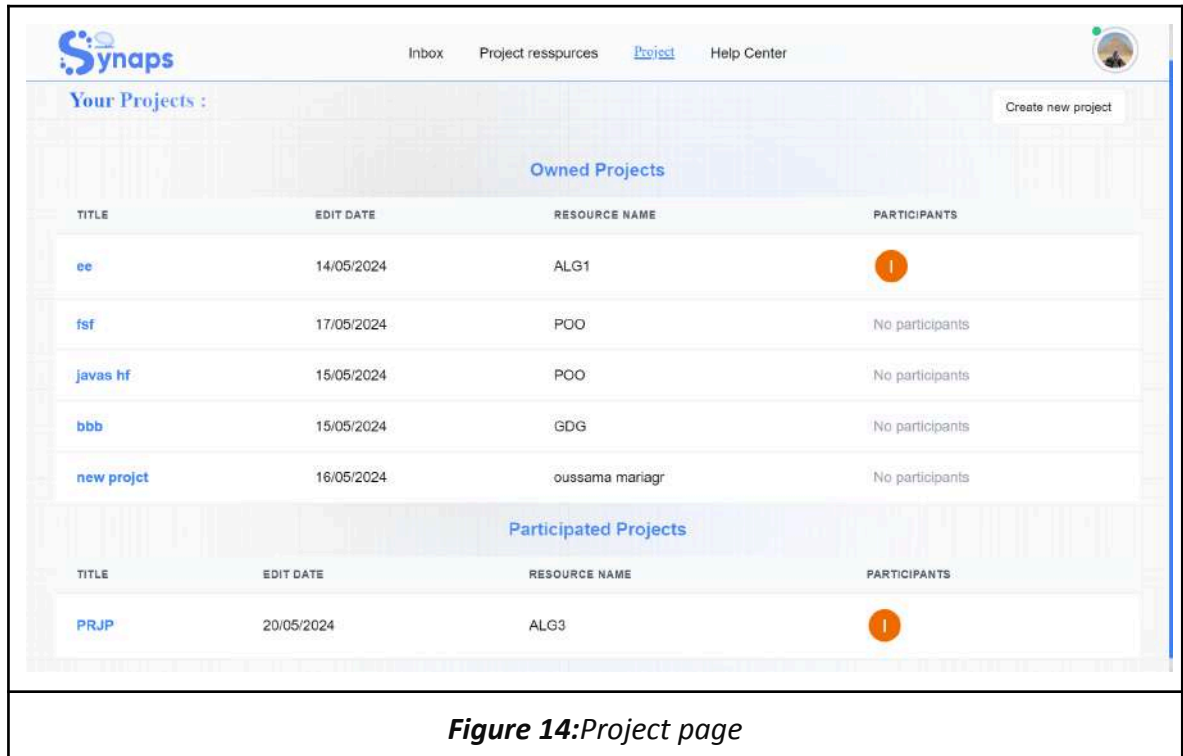 Synaps
Inbox Project resspurces Project Help Center
Your Projects :
Create new project
Owned Projects
TITLE EDIT DATE RESOURCE NAME PARTICIPANTS
ee 14/05/2024 ALG1 I
fsf 17/05/2024 POO No participants
javas hf 15/05/2024 POO No participants
bbb 15/05/2024 GDG No participants
new projct 16/05/2024 oussama mariagr No participants
Participated Projects
TITLE EDIT DATE RESOURCE NAME PARTICIPANTS
PRJP 20/05/2024 ALG3 I
Figure 14:Project page